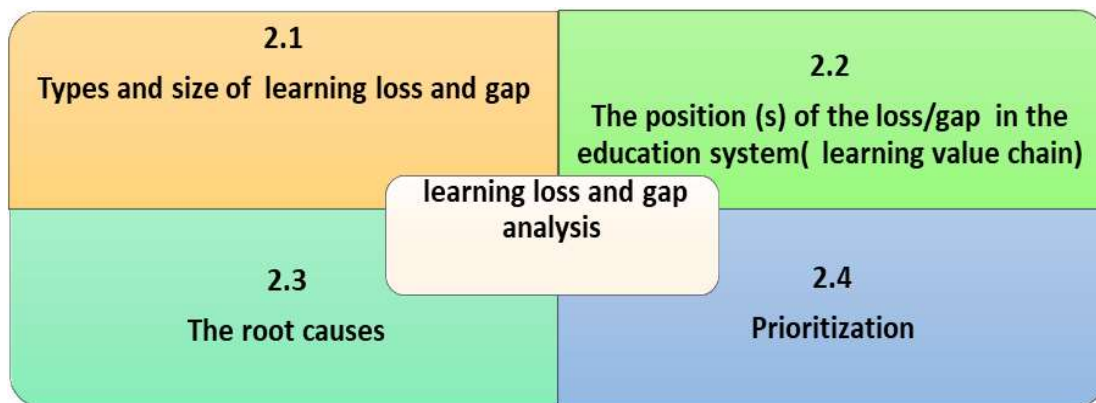 2.1
Types and size of learning loss and gap
2.2
The position (s) of the loss/gap in the
education system( learning value chain)
learning loss and gap
analysis
2.3
The root causes
2.4
Prioritization